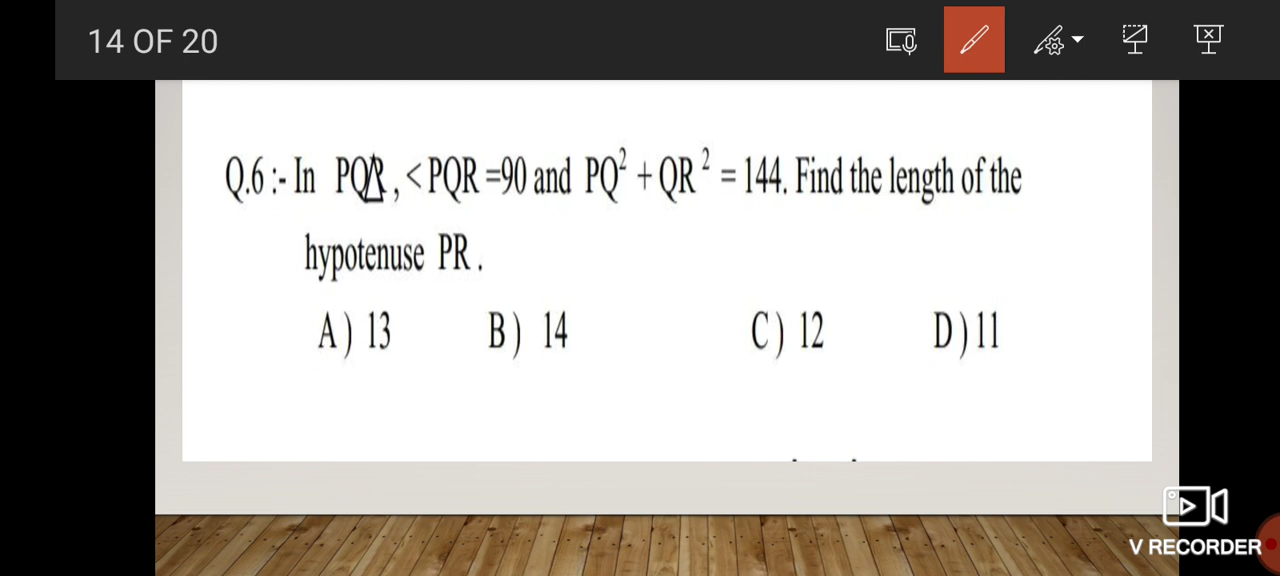 14 OF 20
Q.6 :- In PQR , <PQR =90 and PQ² + QR ² = 144. Find the length of the
hypotenuse PR .
A ) 13 B ) 14 C ) 12 D ) 11
V RECORDER